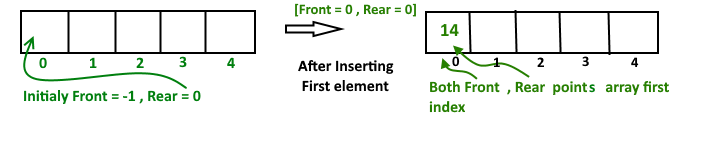 [Front = 0 , Rear = 0]
14
0 1 2 3 4
0 1 2 3 4
After Inserting
First element
Initialy Front = -1 , Rear = 0
Both Front , Rear points array first
index